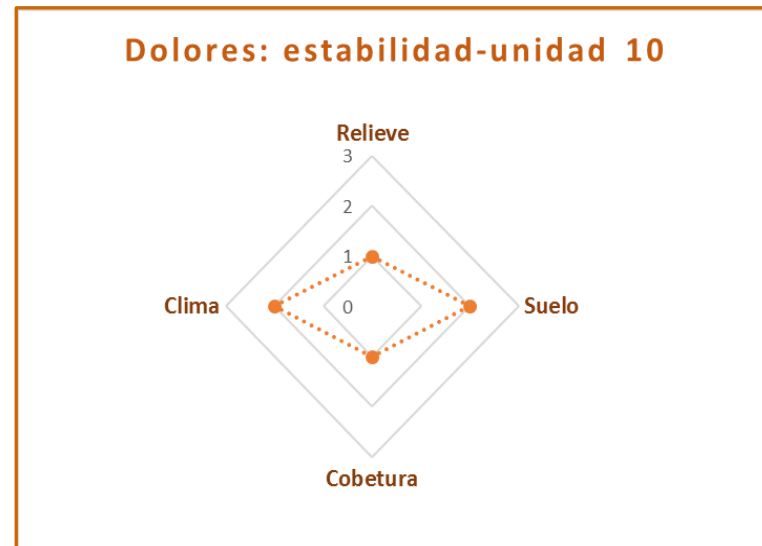 Dolores: estabilidad-unidad 10
Relieve
3
2
1
Clima 0 Suelo
Cobetura